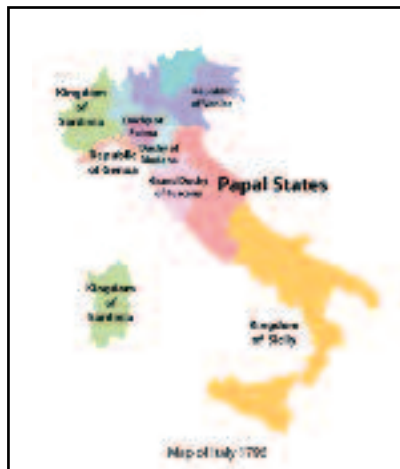 Kingdom
of
Sardinia
Republic
of Venice
Duchy of
Parma
Duchy of
Modena
Republic
of Genoa
Grand Duchy
of Tuscany
Papal States
Kingdom
of
Sardinia
Kingdom
of Sicily
Map of Italy 1796